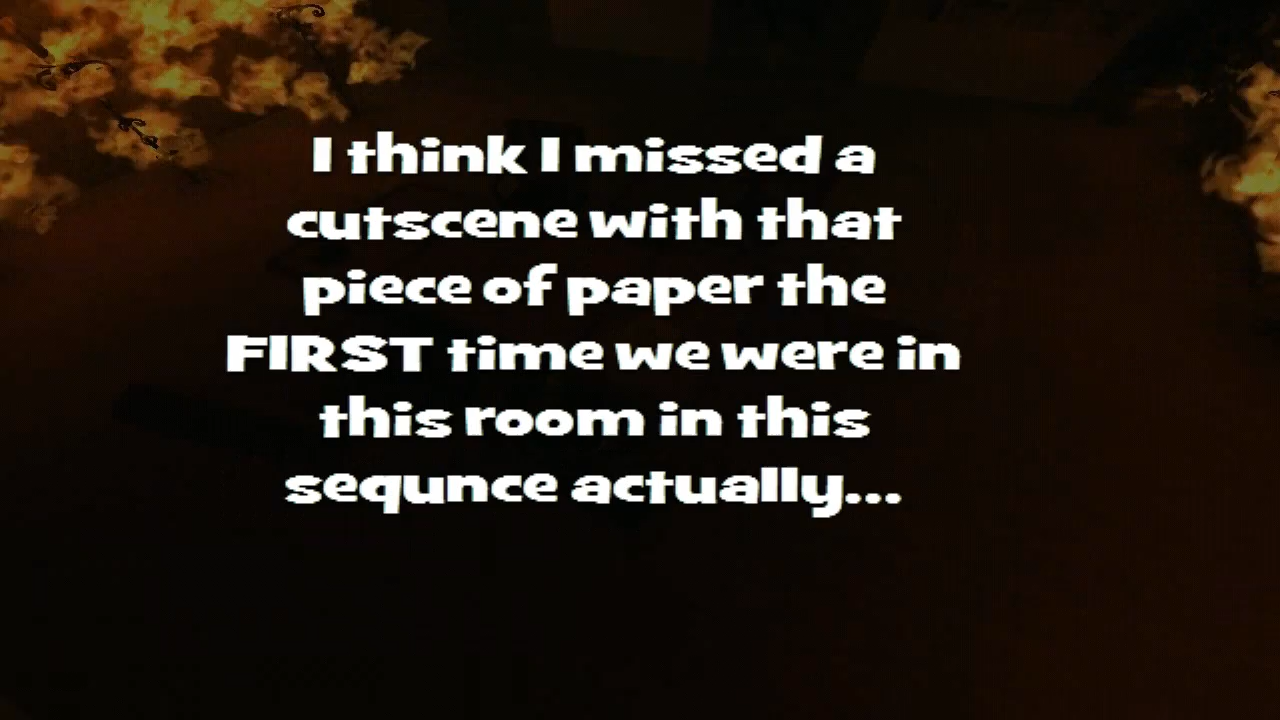 I think I missed a
cutscene with that
piece of paper the
FIRST time we were in
this room in this
sequnce actually...